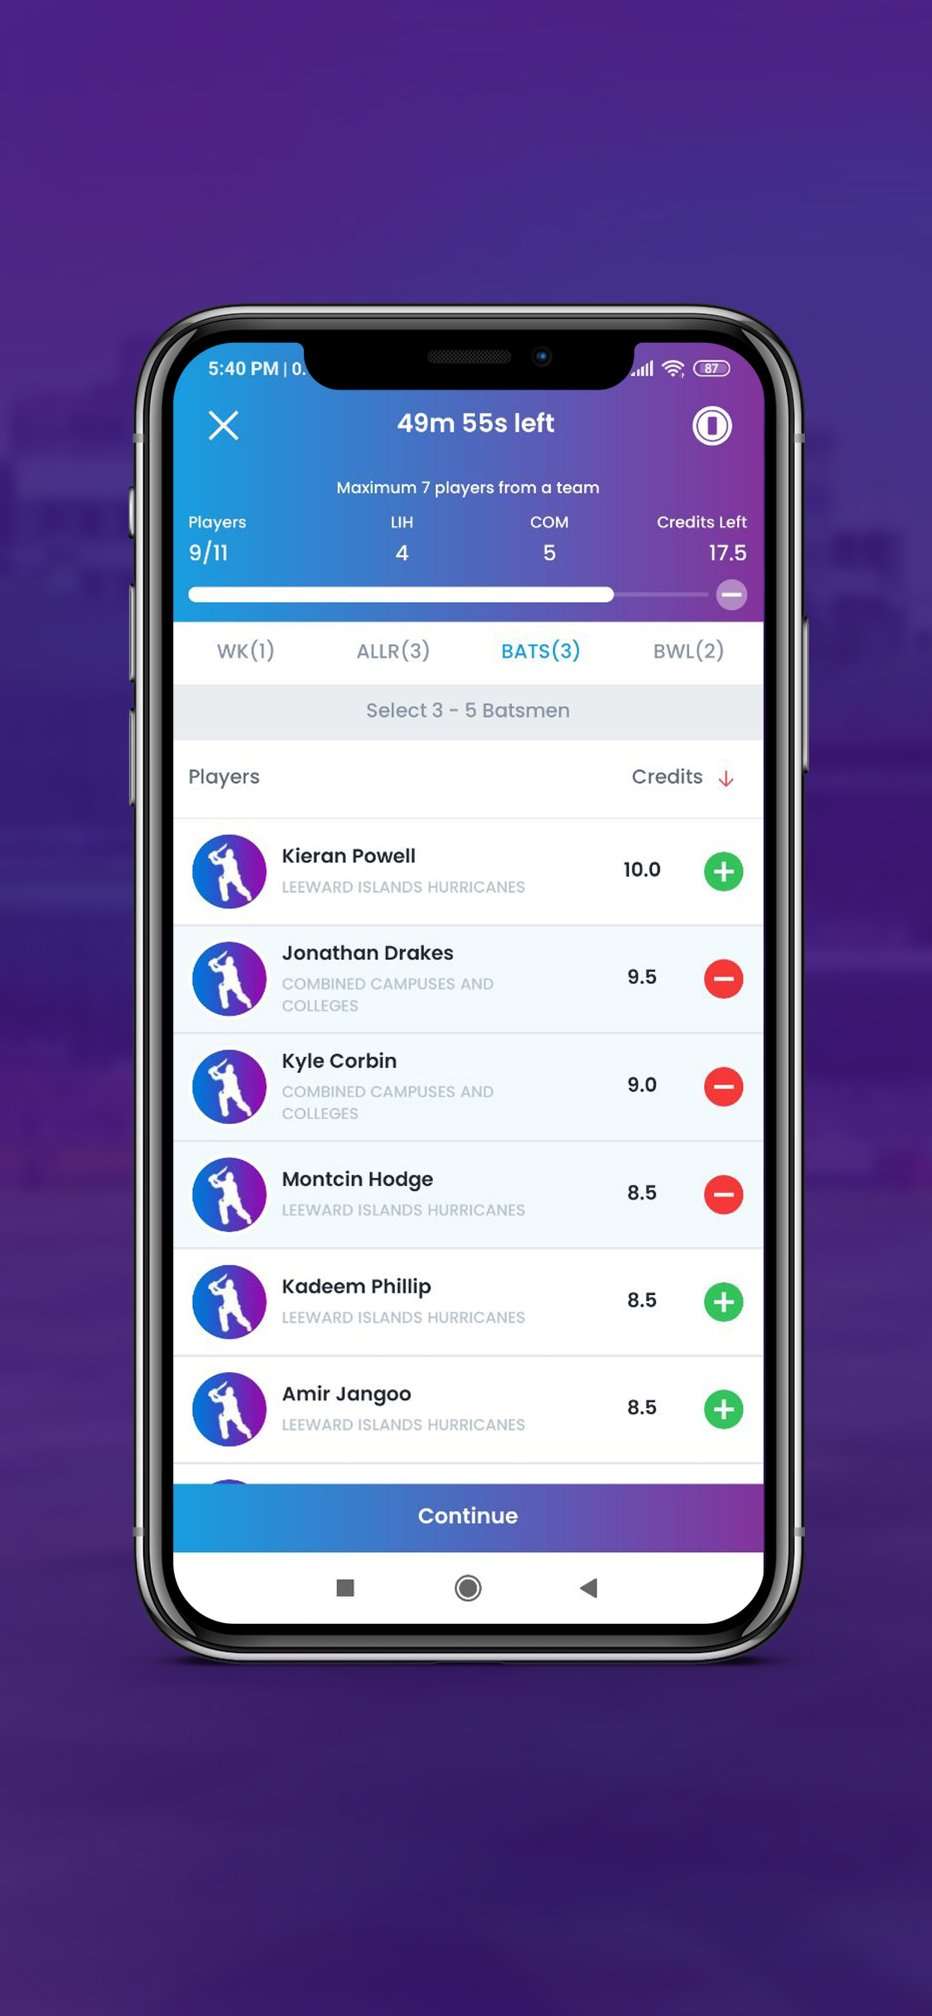 5:40 PM | 0.
87
49m 55s left
Maximum 7 players from a team
Players LIH COM Credits Left
9/11 4 5 17.5
WK(1) ALLR(3) BATS(3) BWL(2)
Select 3 - 5 Batsmen
Players Credits
Kieran Powell
LEEWARD ISLANDS HURRICANES
10.0
Jonathan Drakes
COMBINED CAMPUSES AND
COLLEGES
9.5
Kyle Corbin
COMBINED CAMPUSES AND
COLLEGES
9.0
Montcin Hodge
LEEWARD ISLANDS HURRICANES
8.5
Kadeem Phillip
LEEWARD ISLANDS HURRICANES
8.5
Amir Jangoo
LEEWARD ISLANDS HURRICANES
8.5
Continue